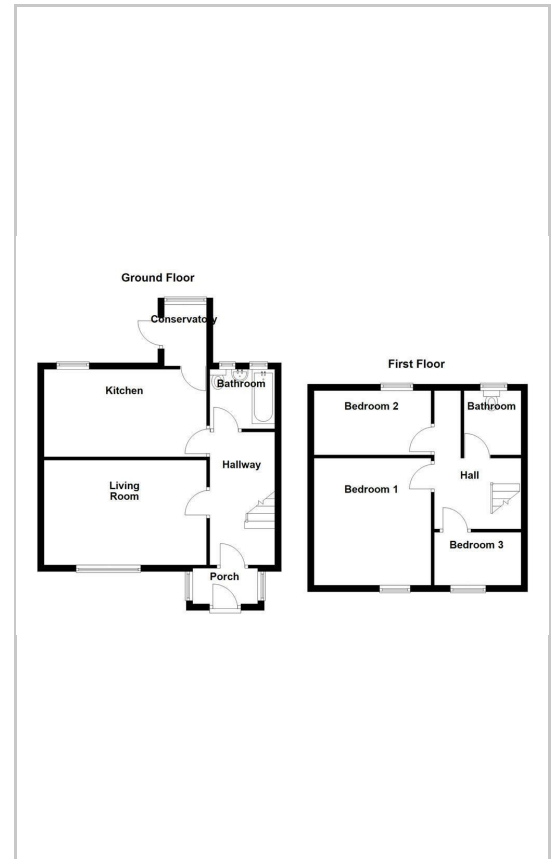 Ground Floor
Conservatory
Kitchen
Bathroom
Hallway
Living
Room
Porch
First Floor
Bedroom 2
Bathroom
Hall
Bedroom 1
Bedroom 3